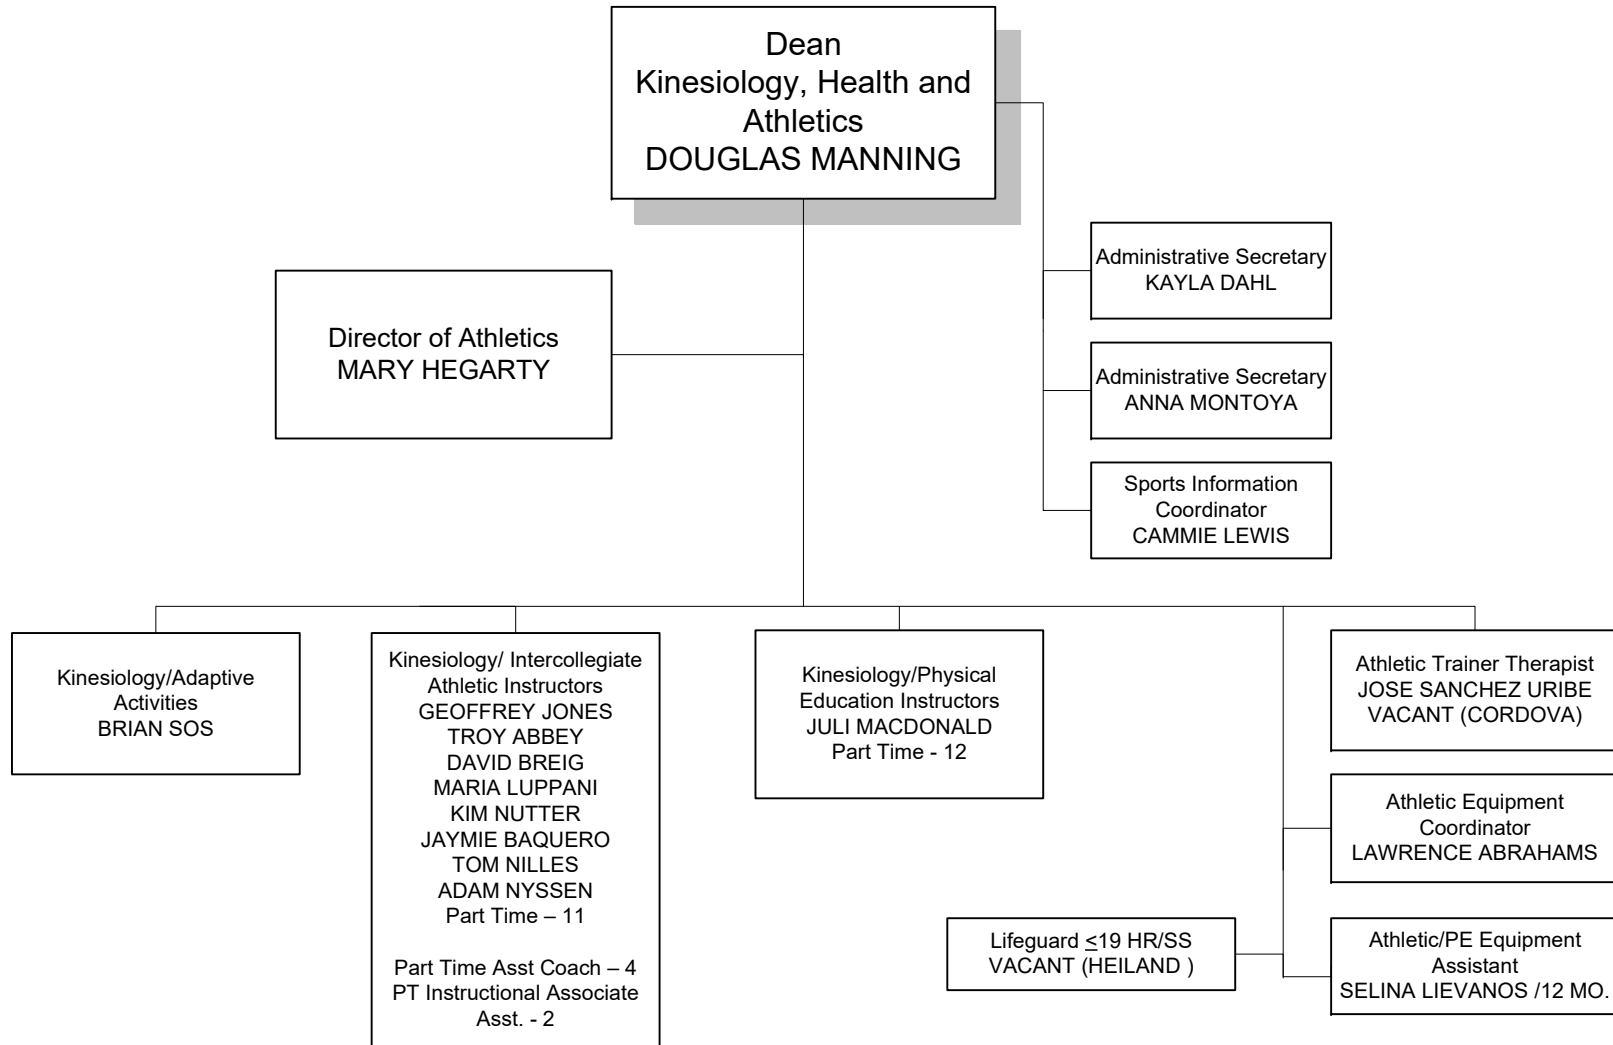 Dean
Kinesiology, Health and
Athletics
DOUGLAS MANNING
Administrative Secretary
KAYLA DAHL
Director of Athletics
MARY HEGARTY
Administrative Secretary
ANNA MONTOYA
Sports Information
Coordinator
CAMMIE LEWIS
Kinesiology/Adaptive
Activities
BRIAN SOS
Kinesiology/ Intercollegiate
Athletic Instructors
GEOFFREY JONES
TROY ABBEY
DAVID BREIG
MARIA LUPPANI
KIM NUTTER
JAYMIE BAQUERO
TOM NILLES
ADAM NYSSEN
Part Time – 11
Part Time Asst Coach – 4
PT Instructional Associate
Asst. - 2
Kinesiology/Physical
Education Instructors
JULI MACDONALD
Part Time - 12
Athletic Trainer Therapist
JOSE SANCHEZ URIBE
VACANT (CORDOVA)
Athletic Equipment
Coordinator
LAWRENCE ABRAHAMS
Lifeguard <19 HR/SS
VACANT (HEILAND )
Athletic/PE Equipment
Assistant
SELINA LIEVANOS /12 MO.